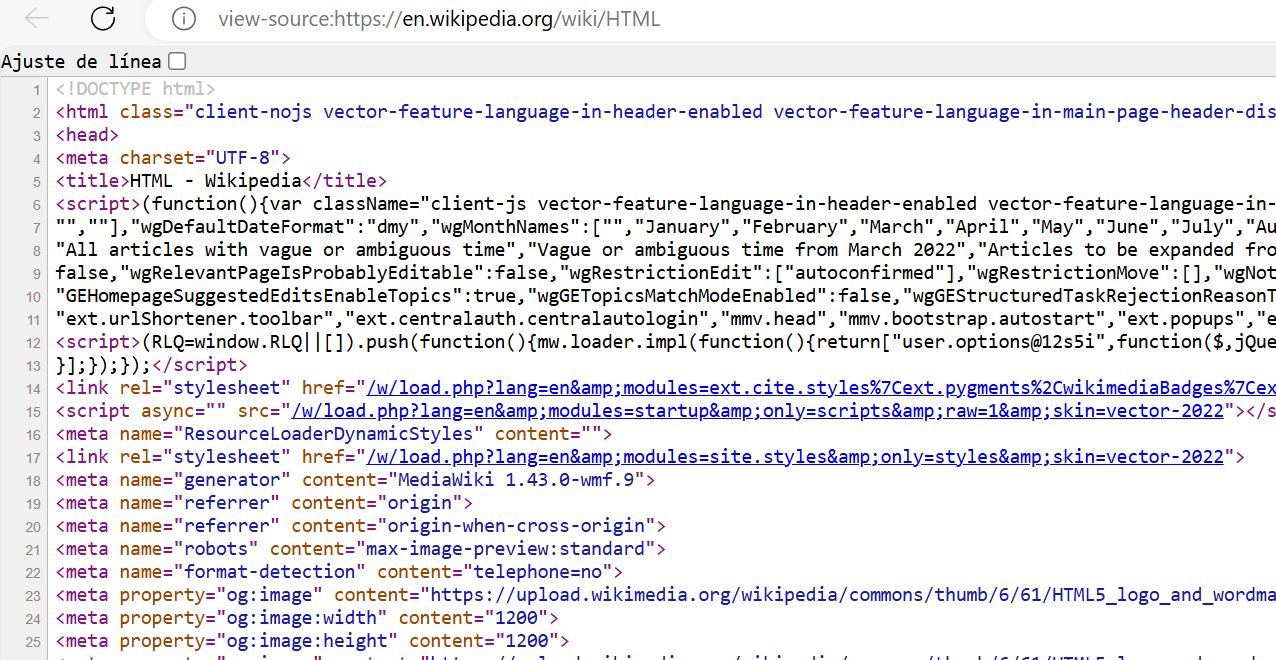 view-source:https://en.wikipedia.org/wiki/HTML
Ajuste de línea
1 <!DOCTYPE html>
2 <html class="client-nojs vector-feature-language-in-header-enabled vector-feature-language-in-main-page-header-dis
3 <head>
4 <meta charset="UTF-8">
5 <title>HTML - Wikipedia</title>
6 <script>(function(){var className="client-js vector-feature-language-in-header-enabled vector-feature-language-in-
7 "",""],"wgDefaultDateFormat":"dmy","wgMonthNames":["","January","February","March","April","May","June","July","Au
8 "All articles with vague or ambiguous time","Vague or ambiguous time from March 2022","Articles to be expanded fro
9 false,"wgRelevantPageIsProbablyEditable":false,"wgRestrictionEdit":["autoconfirmed"],"wgRestrictionMove":[],"wgNot
10 "GEHomepageSuggestedEditsEnableTopics":true,"wgGETopicsMatchModeEnabled":false,"wgGEStructuredTaskRejectionReasonT
11 "ext.urlShortener.toolbar","ext.centralauth.centralautologin","mmv.head","mmv.bootstrap.autostart","ext.popups","e
12 <script>(RLQ=window.RLQ||[]).push(function(){mw.loader.impl(function(){return["user.options@12s5i",function($,jQue
13 }];});});</script>
14 <link rel="stylesheet" href="/w/load.php?lang=en&amp;modules=ext.cite.styles%7Cext.pygments%2CwikimediaBadges%7Cex
15 <script async="" src="/w/load.php?lang=en&amp;modules=startup&amp;only=scripts&amp;raw=1&amp;skin=vector-2022"></s
16 <meta name="ResourceLoaderDynamicStyles" content="">
17 <link rel="stylesheet" href="/w/load.php?lang=en&amp;modules=site.styles&amp;only=styles&amp;skin=vector-2022">
18 <meta name="generator" content="MediaWiki 1.43.0-wmf.9">
19 <meta name="referrer" content="origin">
20 <meta name="referrer" content="origin-when-cross-origin">
21 <meta name="robots" content="max-image-preview:standard">
22 <meta name="format-detection" content="telephone=no">
23 <meta property="og:image" content="https://upload.wikimedia.org/wikipedia/commons/thumb/6/61/HTML5_logo_and_wordma
24 <meta property="og:image:width" content="1200">
25 <meta property="og:image:height" content="1200">